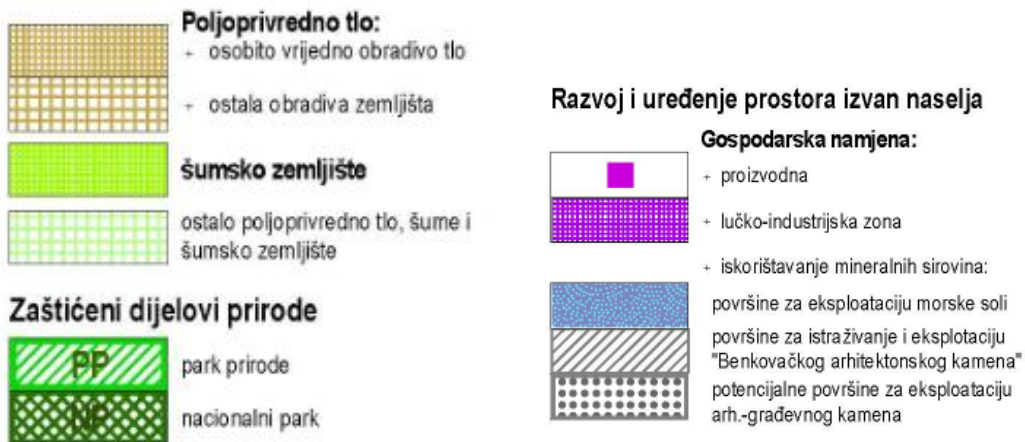 Poljoprivredno tlo:
+ osobito vrijedno obradivo tlo
+ ostala obradiva zemljišta
šumsko zemljište
ostalo poljoprivredno tlo, šume i
šumsko zemljište
Zaštićeni dijelovi prirode
PP
park prirode
NP
nacionalni park
Razvoj i uređenje prostora izvan naselja
Gospodarska namjena:
+ proizvodna
+ lučko-industrijska zona
+ iskorištavanje mineralnih sirovina:
površine za eksploataciju morske soli
površine za istraživanje i eksplotaciju
"Benkovačkog arhitektonskog kamena"
potencijalne površine za eksploataciju
arh.-građevnog kamena